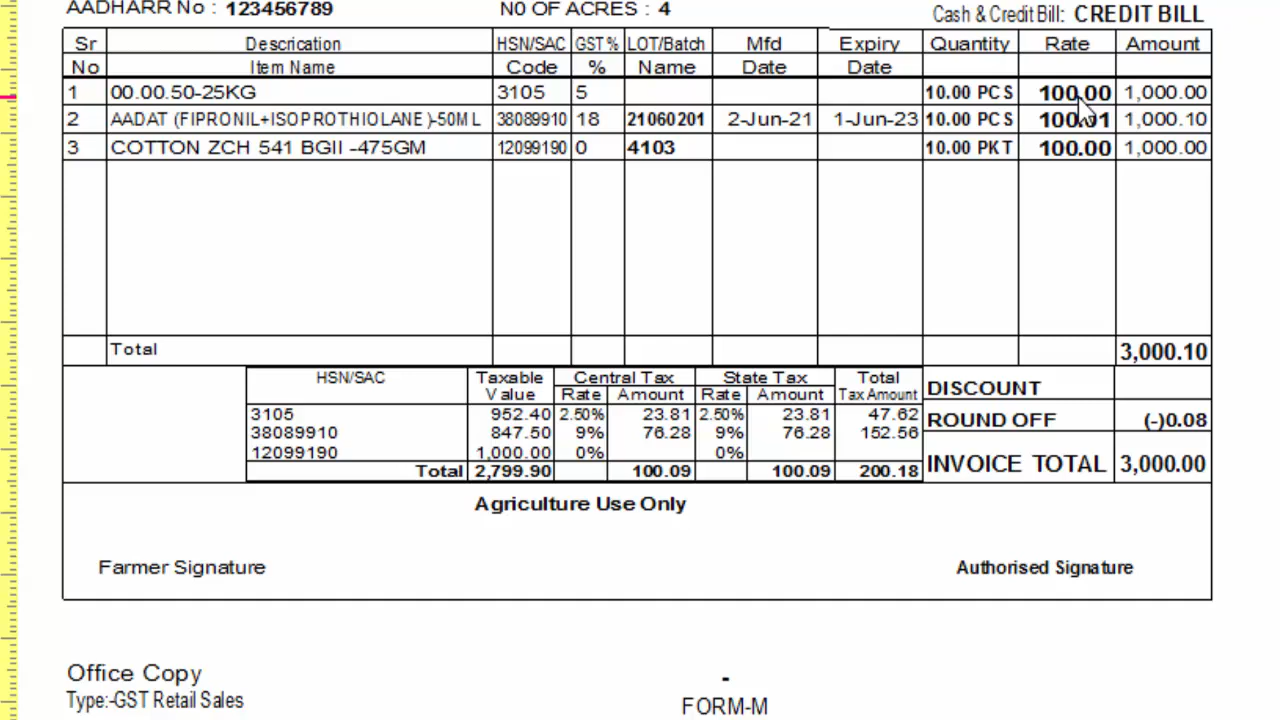 AADHARR No : 123456789 N0 OF ACRES : 4
Cash & Credit Bill: CREDIT BILL
Sr Descrication HSN/SAC GST % LOT/Batch Mfd Expiry Quantity Rate Amount
No Item Name Code % Name Date Date
1 00.00.50-25KG 3105 5 10.00 PCS 100.00 1,000.00
2 AADAT (FIPRONIL+ISOPROTHIOLANE )-50ML 38089910 18 21060201 2-Jun-21 1-Jun-23 10.00 PCS 100.01 1,000.10
3 COTTON ZCH 541 BGII -475GM 12099190 0 4103 10.00 PKT 100.00 1,000.00
Total 3,000.10
HSN/SAC Taxable Central Tax State Tax Total DISCOUNT
Value Rate Amount Rate Amount Tax Amount
3105 952.40 2.50% 23.81 2.50% 23.81 47.62 ROUND OFF (-)0.08
38089910 847.50 9% 76.28 9% 76.28 152.56
12099190 1,000.00 0% 0%
Total 2,799.90 100.09 100.09 200.18 INVOICE TOTAL 3,000.00
Agriculture Use Only
Farmer Signature Authorised Signature
Office Copy -
Type:-GST Retail Sales FORM-M